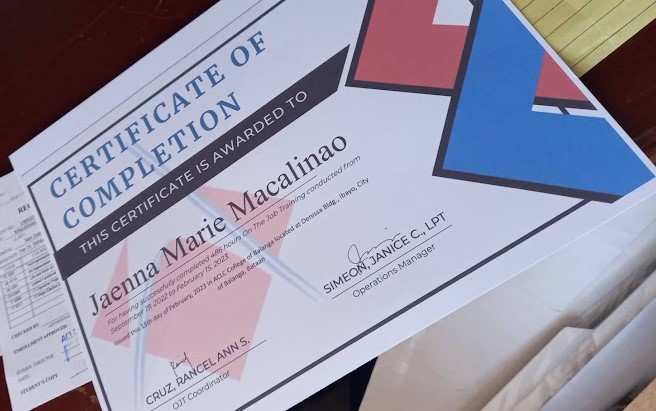 CERTIFICATE OF
COMPLETION
THIS CERTIFICATE IS AWARDED TO
Jaenna Marie Macalinao
For having successfully completed 486 hours On The Job Training conducted from
September 19, 2022 to February 15, 2023
Issued this 15th day of February, 2023 in ACLC College of Balanga located at Denissa Bldg., Ibayo, City
of Balanga, Bataan
SIMEON, JANICE C., LPT
Operations Manager
CRUZ, RANCEL ANN S.
OJT Coordinator
CHECKED BY:
ENROLLMENT APPROVED:
STUDENT'S COPY